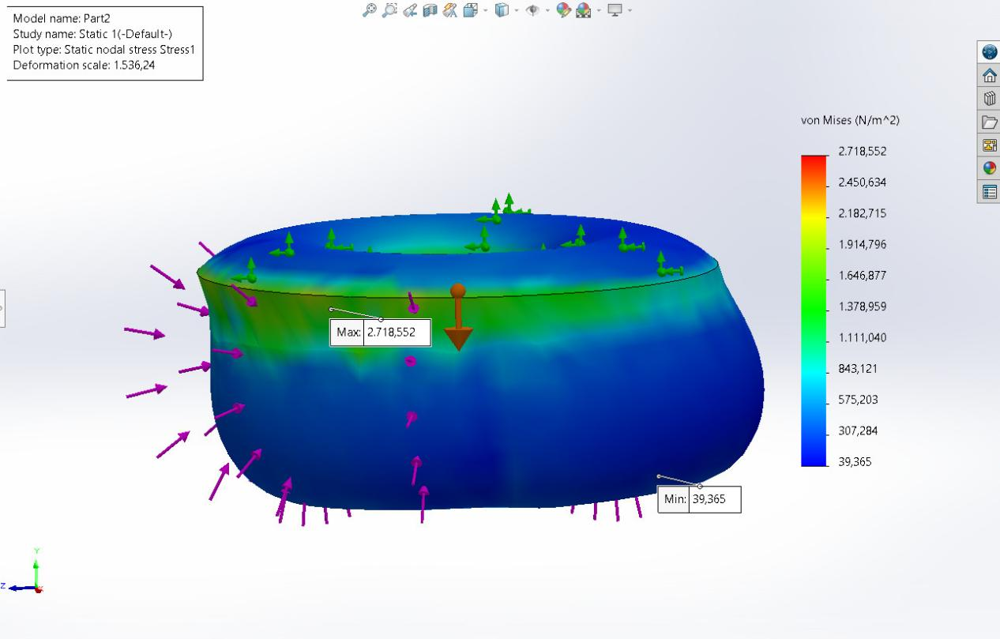 Model name: Part2
Study name: Static 1(-Default-)
Plot type: Static nodal stress Stress1
Deformation scale: 1.536,24
von Mises (N/m^2)
2.718,552
2.450,634
2.182,715
1.914,796
1.646,877
1.378,959
1.111,040
843,121
575,203
307,284
39,365
Max: 2.718,552
Min: 39,365
Y
Z